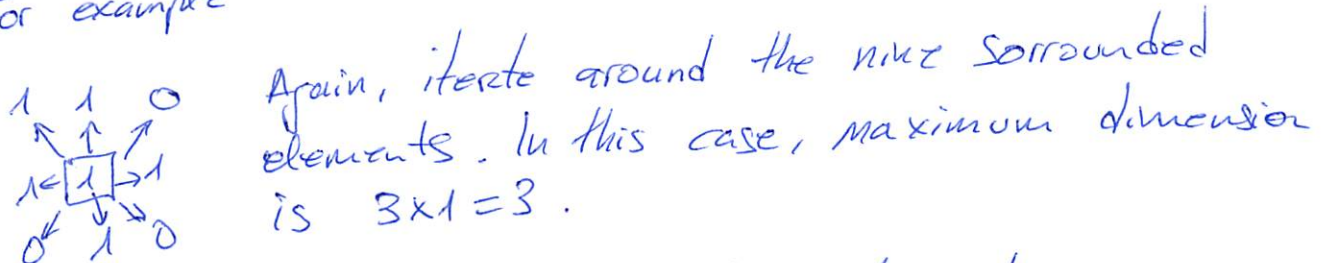 or example
1 1 0
Again, iterte around the nine sorrounded
1 1 1
elements. In this case, maximum dimension
0 1 0
is 3x1=3.